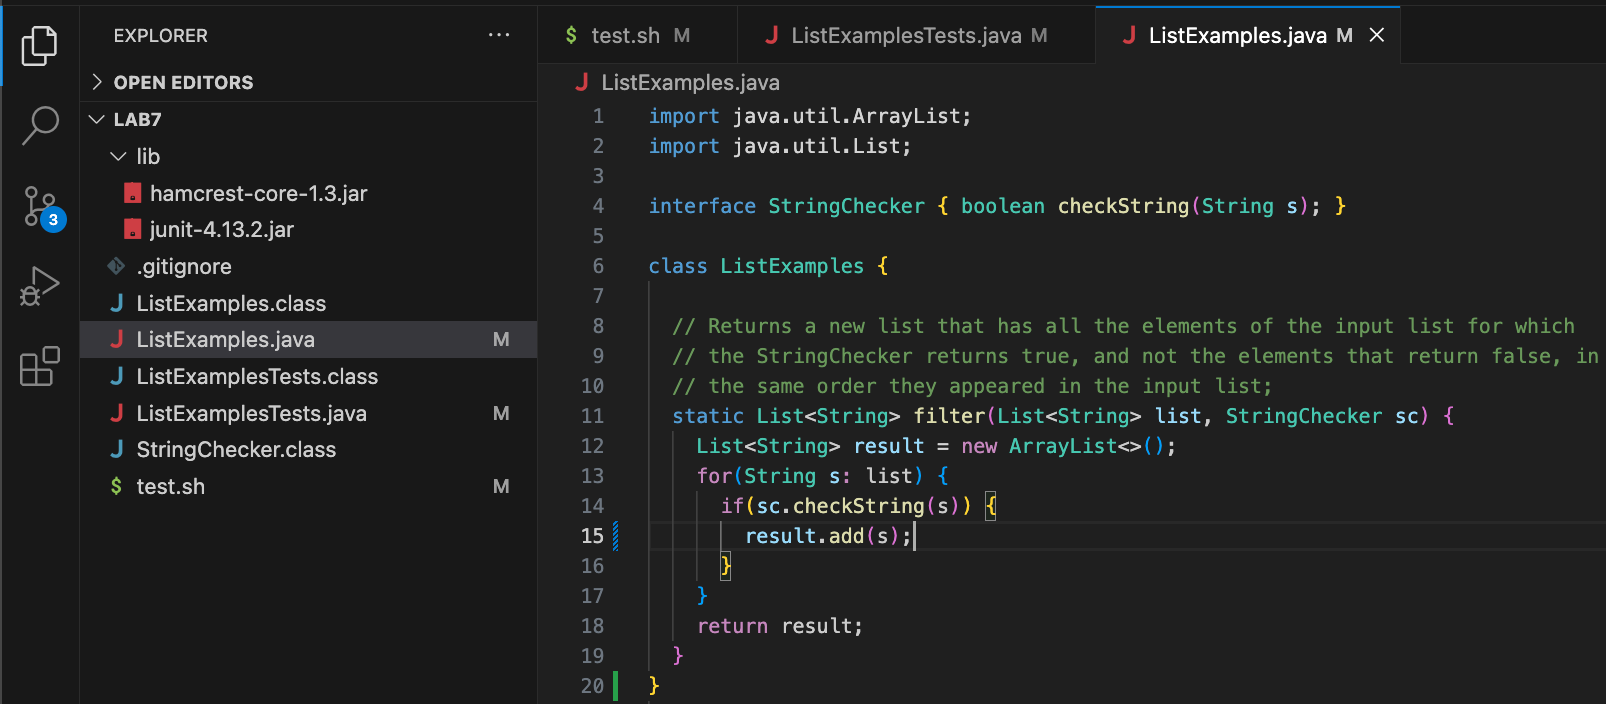 EXPLORER
OPEN EDITORS
LAB7
lib
hamcrest-core-1.3.jar
junit-4.13.2.jar
.gitignore
ListExamples.class
ListExamples.java M
ListExamplesTests.class
ListExamplesTests.java M
StringChecker.class
$ test.sh M
3
$ test.sh M
J ListExamplesTests.java M
J ListExamples.java M
J ListExamples.java
1 import java.util.ArrayList;
2 import java.util.List;
3
4 interface StringChecker { boolean checkString(String s); }
5
6 class ListExamples {
7
8   // Returns a new list that has all the elements of the input list for which
9   // the StringChecker returns true, and not the elements that return false, in
10   // the same order they appeared in the input list;
11   static List<String> filter(List<String> list, StringChecker sc) {
12     List<String> result = new ArrayList<>();
13     for(String s: list) {
14       if(sc.checkString(s)) {
15         result.add(s);
16       }
17     }
18     return result;
19   }
20 }